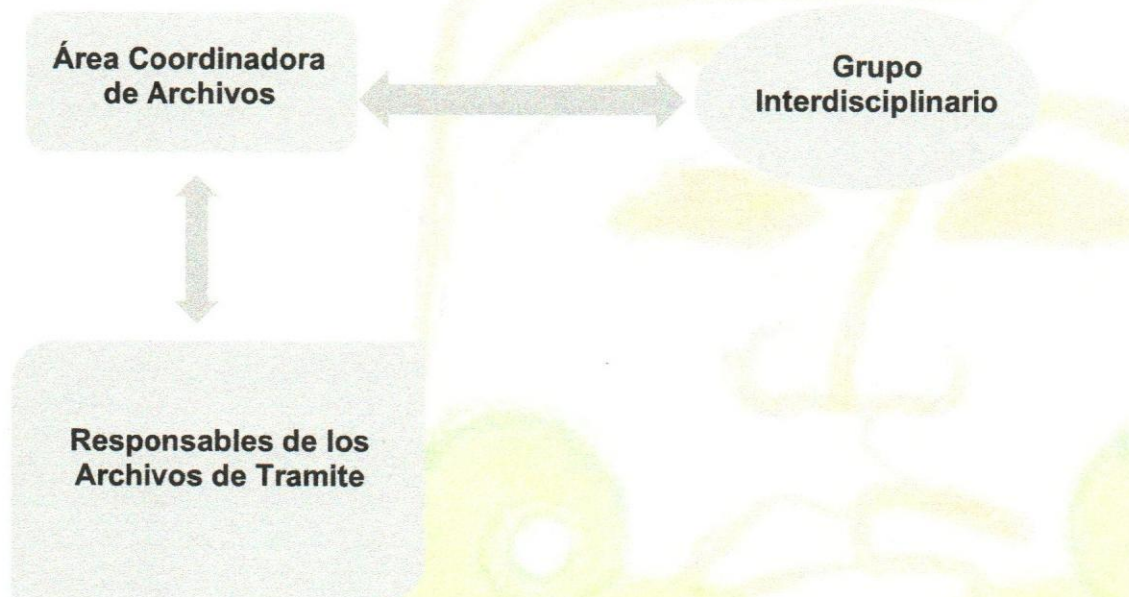 Área Coordinadora
de Archivos
Grupo
Interdisciplinario
Responsables de los
Archivos de Tramite